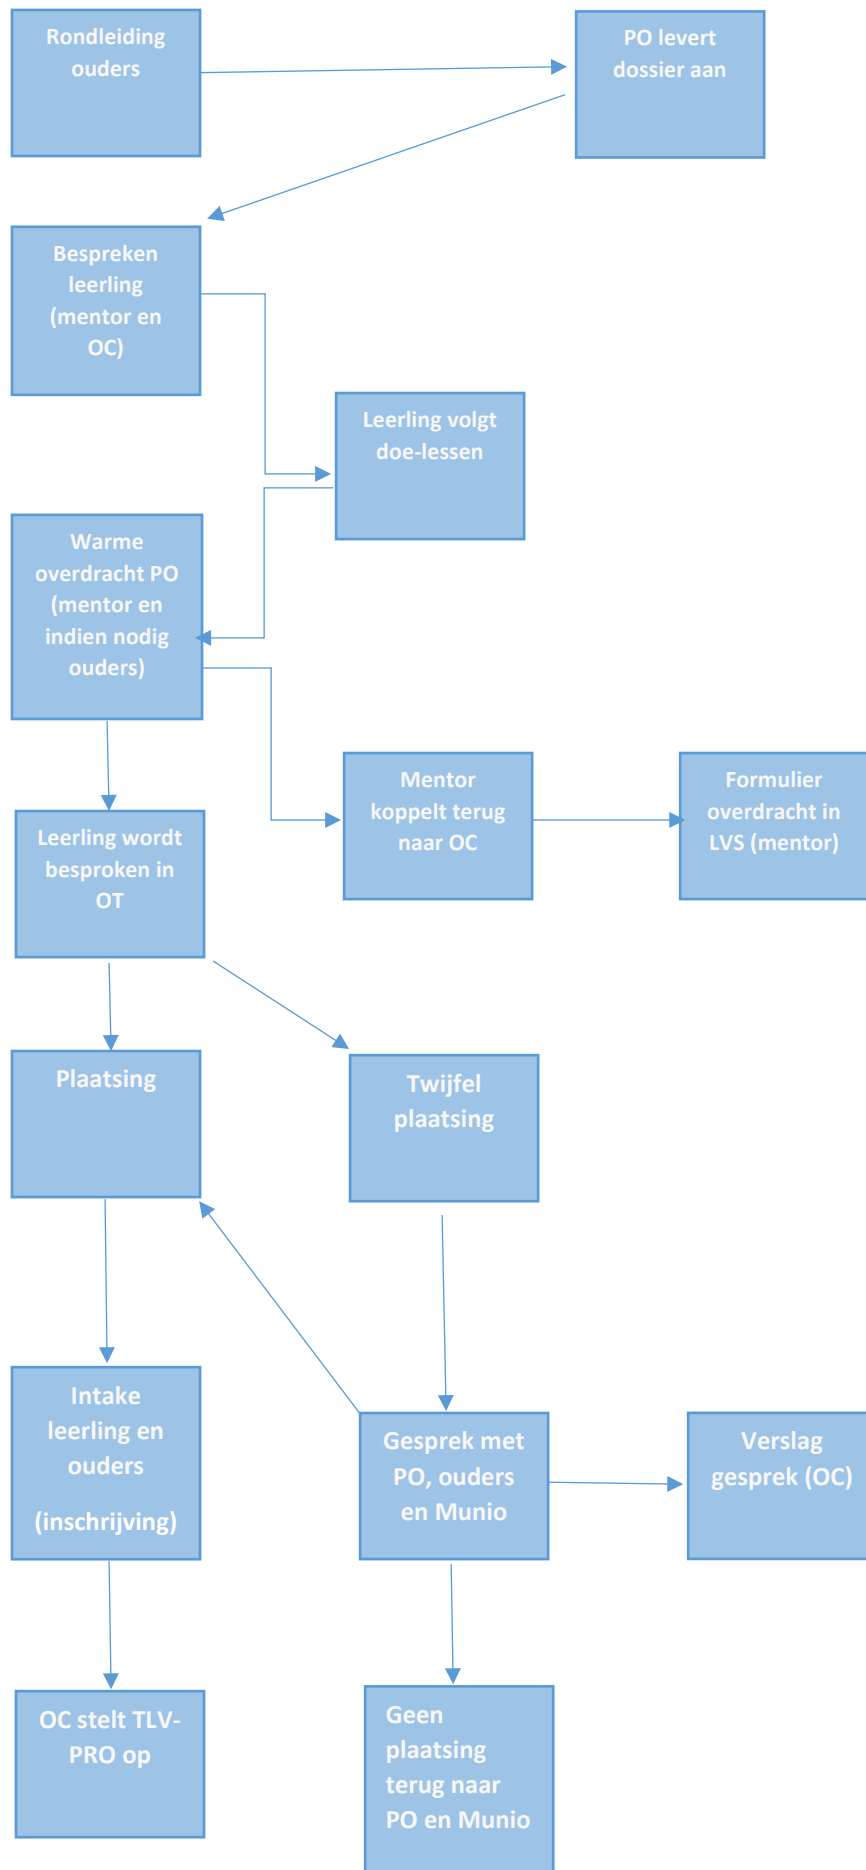 Rondleiding
ouders
PO levert
dossier aan
Bespreken
leerling
(mentor en
OC)
Leerling volgt
doe-lessen
Warme
overdracht PO
(mentor en
indien nodig
ouders)
Mentor
koppelt terug
naar OC
Formulier
overdracht in
LVS (mentor)
Leerling wordt
besproken in
OT
Plaatsing
Twijfel
plaatsing
Intake
leerling en
ouders
(inschrijving)
Gesprek met
PO, ouders
en Munio
Verslag
gesprek (OC)
OC stelt TLV-
PRO op
Geen
plaatsing
terug naar
PO en Munio